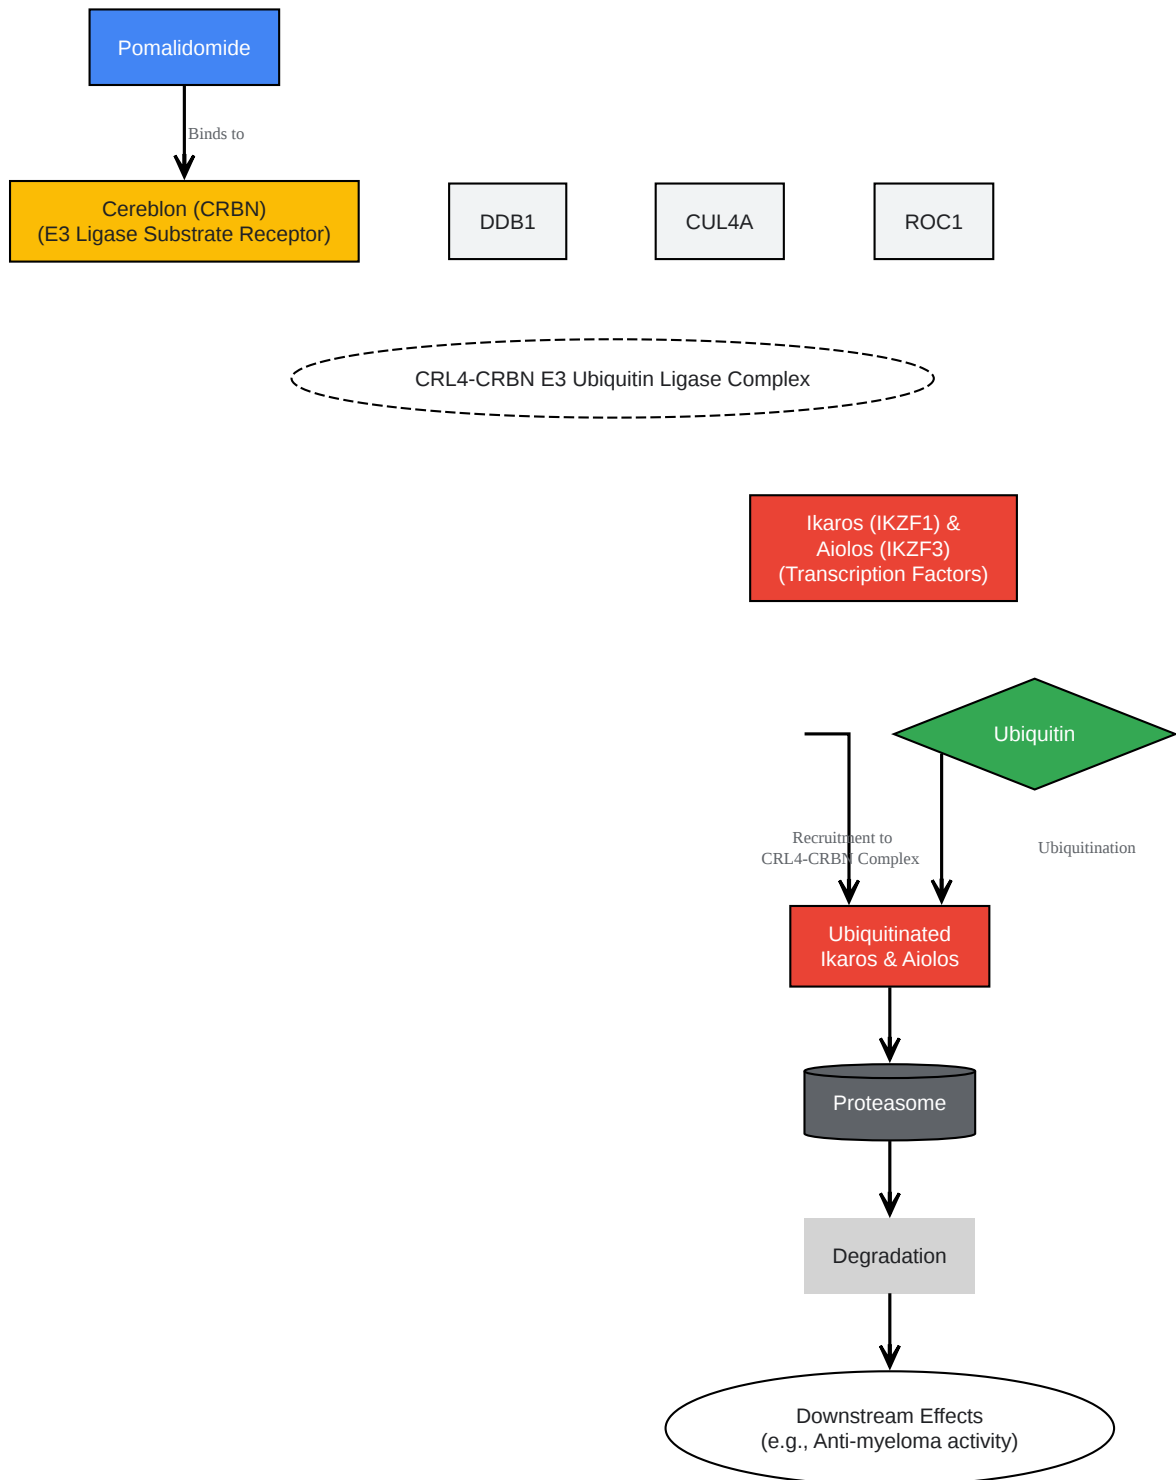 Pomalidomide
Binds to
Cereblon (CRBN)
(E3 Ligase Substrate Receptor)
DDB1
CUL4A
ROC1
CRL4-CRBN E3 Ubiquitin Ligase Complex
Ikaros (IKZF1) &
Aiolos (IKZF3)
(Transcription Factors)
Ubiquitin
Recruitment to
CRL4-CRBN Complex
Ubiquitination
Ubiquitinated
Ikaros & Aiolos
Proteasome
Degradation
Downstream Effects
(e.g., Anti-myeloma activity)